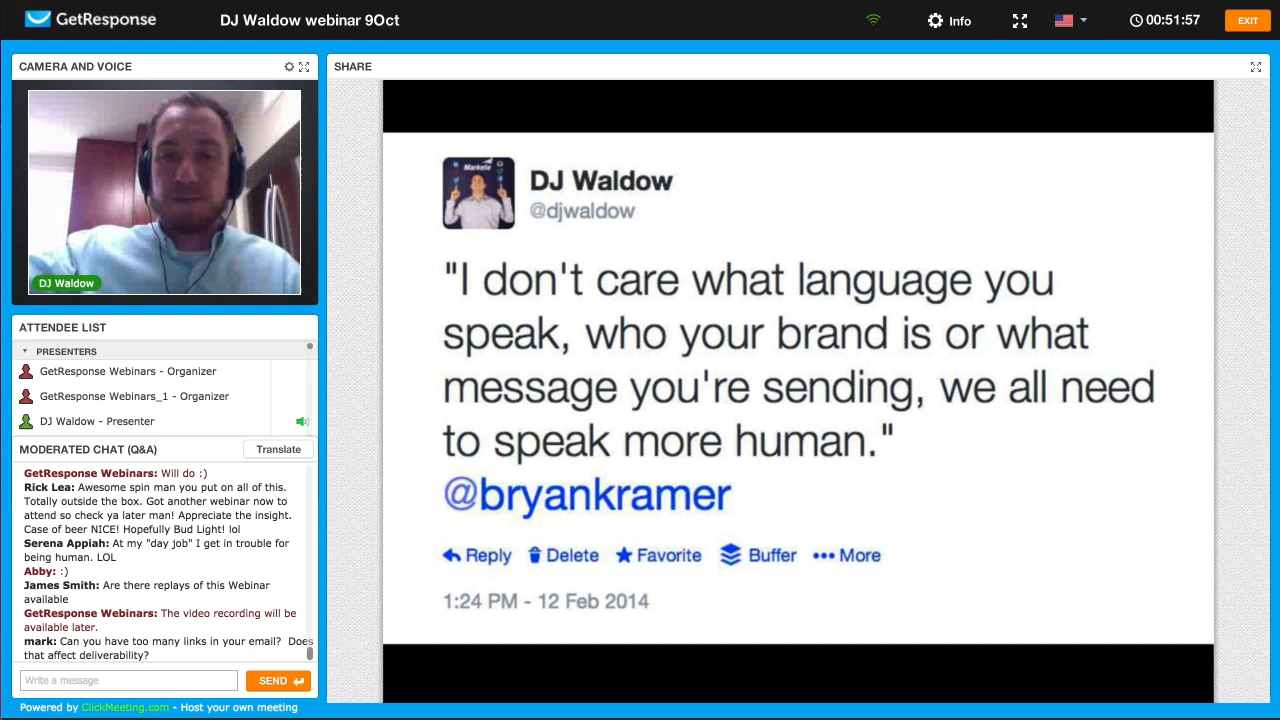 GetResponse
DJ Waldow webinar 9Oct
Info
00:51:57
EXIT
CAMERA AND VOICE
DJ Waldow
ATTENDEE LIST
PRESENTERS
GetResponse Webinars - Organizer
GetResponse Webinars_1 - Organizer
DJ Waldow - Presenter
MODERATED CHAT (Q&A)
Translate
GetResponse Webinars: Will do :)
Rick Lea: Awesome spin man you put on all of this.
Totally outside the box. Got another webinar now to
attend so check ya later man! Appreciate the insight.
Case of beer NICE! Hopefully Bud Light! lol
Serena Appiah: At my "day job" I get in trouble for
being human. LOL
Abby: :)
James Smith: Are there replays of this Webinar
available
GetResponse Webinars: The video recording will be
available later.
mark: Can you have too many links in your email?  Does
that affect deliverability?
Write a message
SEND
Powered by ClickMeeting.com - Host your own meeting
SHARE
Marketo
DJ Waldow
@djwaldow
"I don't care what language you
speak, who your brand is or what
message you're sending, we all need
to speak more human."
@bryankramer
Reply Delete Favorite Buffer More
1:24 PM - 12 Feb 2014